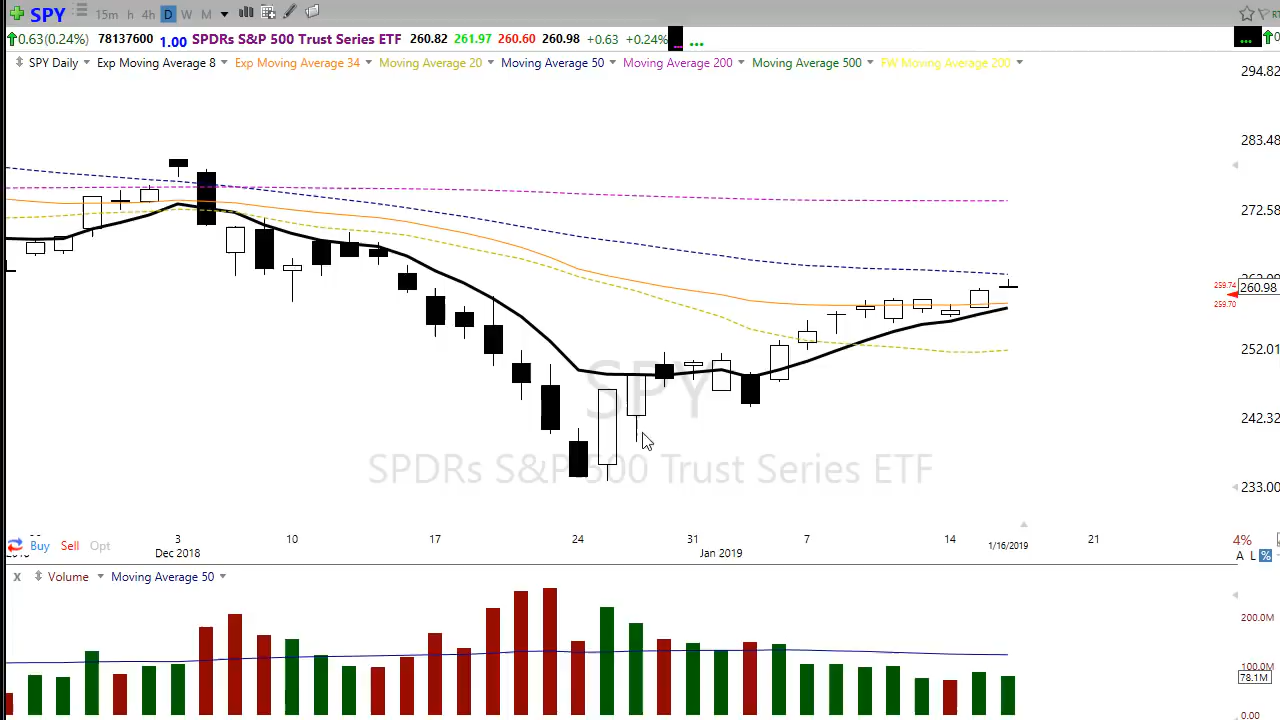 SPY 15m h 4h D W M
0.63(0.24%) 78137600 1.00 SPDRs S&P 500 Trust Series ETF 260.82 261.97 260.60 260.98 +0.63 +0.24%
SPY Daily Exp Moving Average 8 Exp Moving Average 34 Moving Average 20 Moving Average 50 Moving Average 200 Moving Average 500 FW Moving Average 200
294.82
283.48
272.58
259.74
260.98
259.70
252.01
242.32
233.00
SPY
SPDRs S&P 500 Trust Series ETF
3 10 17 24 31 7 14 21
Dec 2018 Jan 2019 1/16/2019
Buy Sell Opt
4%
A L %
X Volume Moving Average 50
200.0M
100.0M
78.1M
0.00